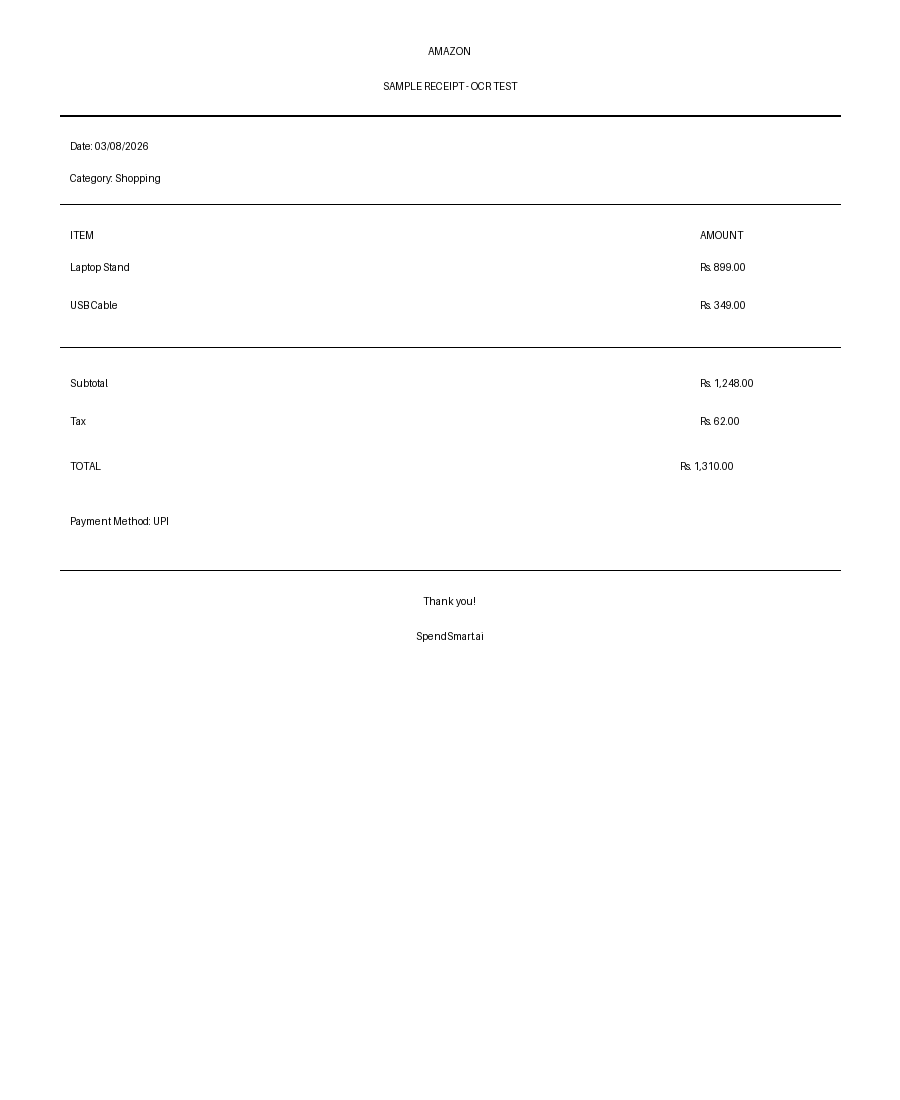 AMAZON
SAMPLE RECEIPT - OCR TEST
Date: 03/08/2026
Category: Shopping
ITEM AMOUNT
Laptop Stand Rs. 899.00
USB Cable Rs. 349.00
Subtotal Rs. 1,248.00
Tax Rs. 62.00
TOTAL Rs. 1,310.00
Payment Method: UPI
Thank you!
SpendSmart.ai